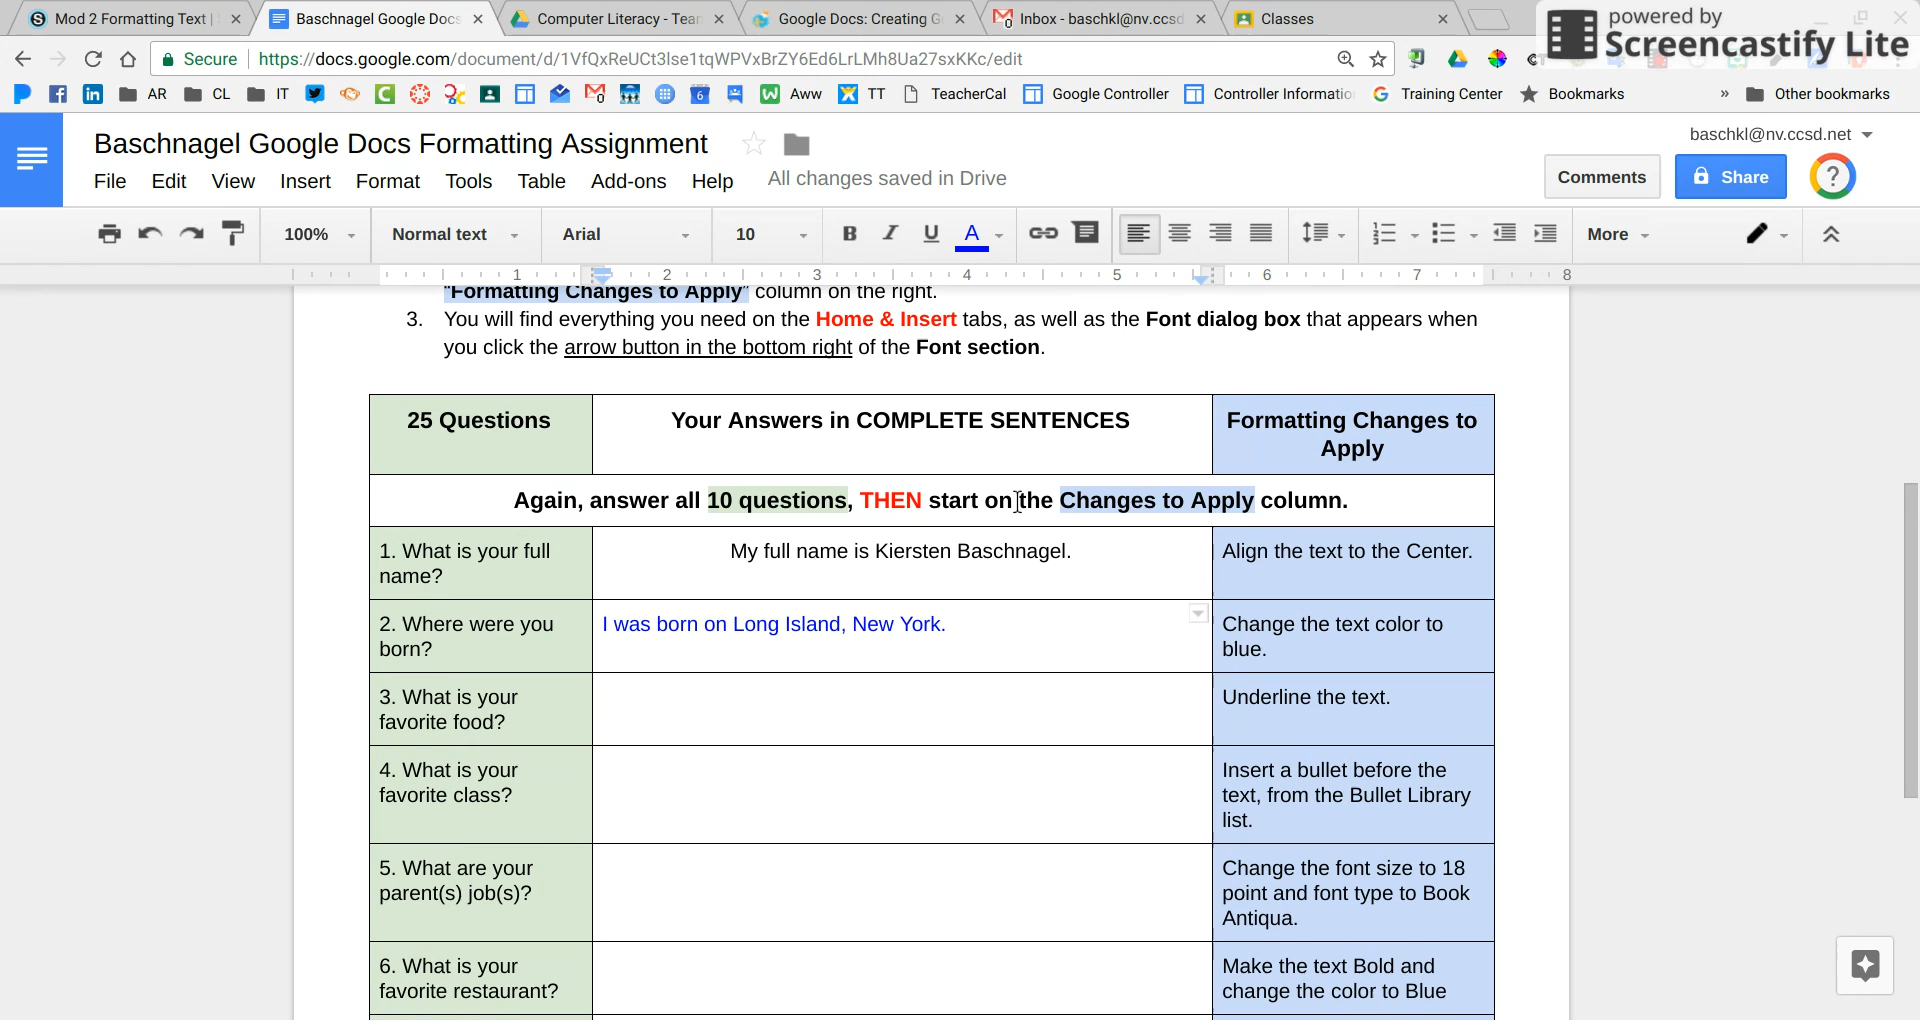 Mod 2 Formatting Text |
Baschnagel Google Docs
Computer Literacy - Tear
Google Docs: Creating G
Inbox - baschkl@nv.ccsd
Classes
powered by
Screencastify Lite
Secure
https://docs.google.com/document/d/1VfQxReUCt3lse1tqWPVxBrZY6Ed6LrLMh8Ua27sxKKc/edit
AR
CL
IT
Aww
TT
TeacherCal
Google Controller
Controller Informatio
Training Center
Bookmarks
»
Other bookmarks
Baschnagel Google Docs Formatting Assignment
baschkl@nv.ccsd.net
File Edit View Insert Format Tools Table Add-ons Help
All changes saved in Drive
Comments
Share
100%
Normal text
Arial
10
B I U A
More
1 2 3 4 5 6 7 8
"Formatting Changes to Apply" column on the right.
3. You will find everything you need on the Home & Insert tabs, as well as the Font dialog box that appears when
you click the arrow button in the bottom right of the Font section.
25 Questions
Your Answers in COMPLETE SENTENCES
Formatting Changes to
Apply
Again, answer all 10 questions, THEN start on the Changes to Apply column.
1. What is your full
name?
My full name is Kiersten Baschnagel.
Align the text to the Center.
2. Where were you
born?
I was born on Long Island, New York.
Change the text color to
blue.
3. What is your
favorite food?
Underline the text.
4. What is your
favorite class?
Insert a bullet before the
text, from the Bullet Library
list.
5. What are your
parent(s) job(s)?
Change the font size to 18
point and font type to Book
Antiqua.
6. What is your
favorite restaurant?
Make the text Bold and
change the color to Blue